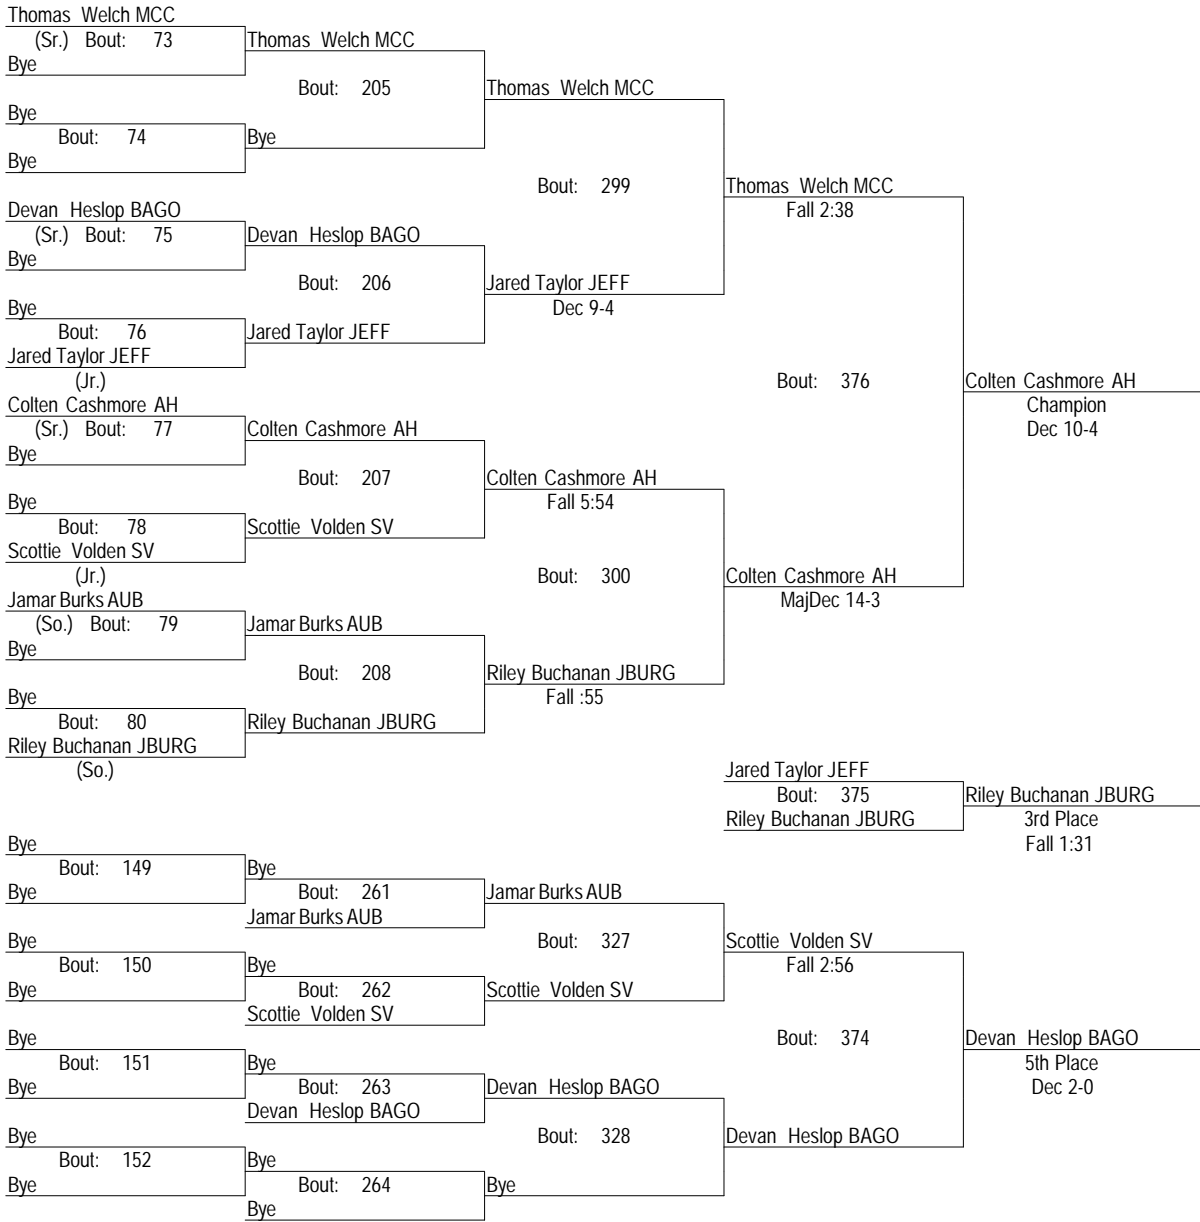 Thomas Welch MCC
(Sr.) Bout: 73 Thomas Welch MCC
Bye
Bout: 205 Thomas Welch MCC
Bye
Bout: 74 Bye
Bye
Bout: 299 Thomas Welch MCC
Fall 2:38
Devan Heslop BAGO
(Sr.) Bout: 75 Devan Heslop BAGO
Bye
Bout: 206 Jared Taylor JEFF
Bye Dec 9-4
Bout: 76 Jared Taylor JEFF
Jared Taylor JEFF
(Jr.) Bout: 376 Colten Cashmore AH
Colten Cashmore AH Champion
(Sr.) Bout: 77 Colten Cashmore AH Dec 10-4
Bye
Bout: 207 Colten Cashmore AH
Bye Fall 5:54
Bout: 78 Scottie Volden SV
Scottie Volden SV
(Jr.) Bout: 300 Colten Cashmore AH
Jamar Burks AUB MajDec 14-3
(So.) Bout: 79 Jamar Burks AUB
Bye
Bout: 208 Riley Buchanan JBURG
Bye Fall :55
Bout: 80 Riley Buchanan JBURG
Riley Buchanan JBURG
(So.) Jared Taylor JEFF
Bout: 375 Riley Buchanan JBURG
Riley Buchanan JBURG 3rd Place
Bye Fall 1:31
Bout: 149 Bye
Bye Bout: 261 Jamar Burks AUB
Jamar Burks AUB
Bye Bout: 327 Scottie Volden SV
Bout: 150 Bye Fall 2:56
Bye Bout: 262 Scottie Volden SV
Scottie Volden SV
Bye Bout: 374 Devan Heslop BAGO
Bout: 151 Bye 5th Place
Bye Bout: 263 Devan Heslop BAGO Dec 2-0
Devan Heslop BAGO
Bye Bout: 328 Devan Heslop BAGO
Bout: 152 Bye
Bye Bout: 264 Bye
Bye